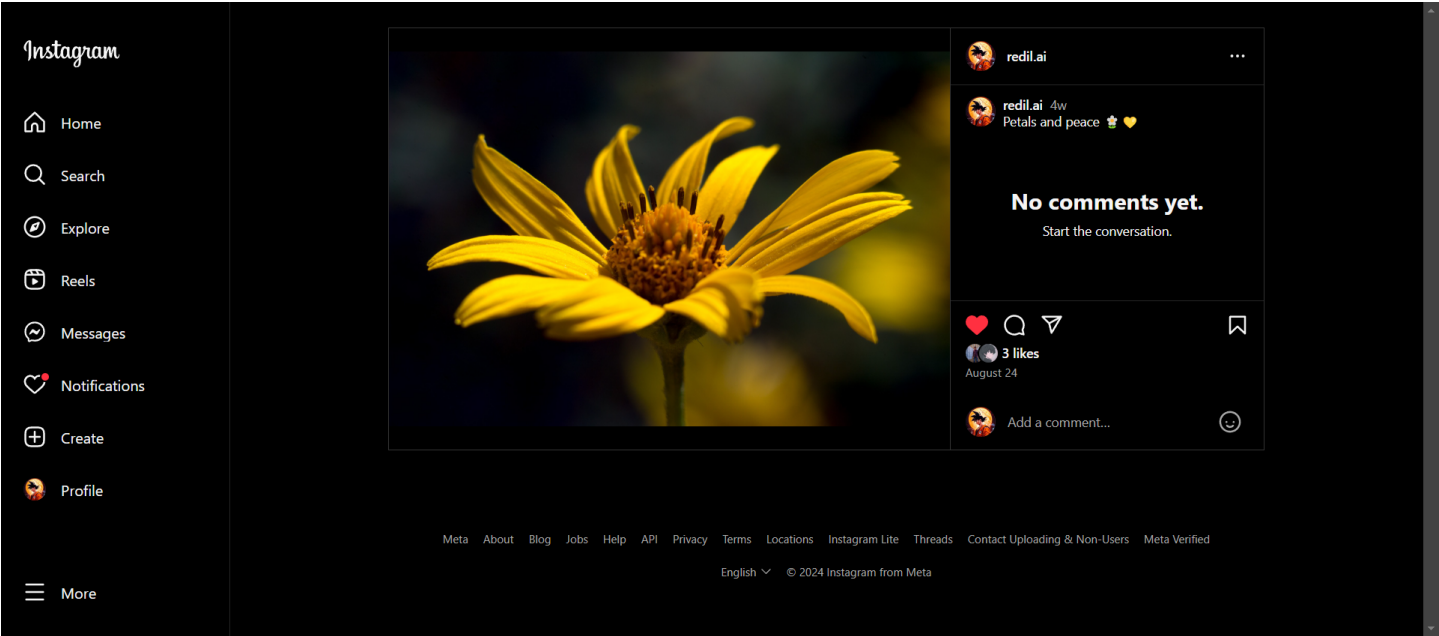 Instagram
Home
Search
Explore
Reels
Messages
Notifications
Create
Profile
More
redil.ai
redil.ai 4w
Petals and peace
No comments yet.
Start the conversation.
3 likes
August 24
Add a comment...
Meta About Blog Jobs Help API Privacy Terms Locations Instagram Lite Threads Contact Uploading & Non-Users Meta Verified
English © 2024 Instagram from Meta